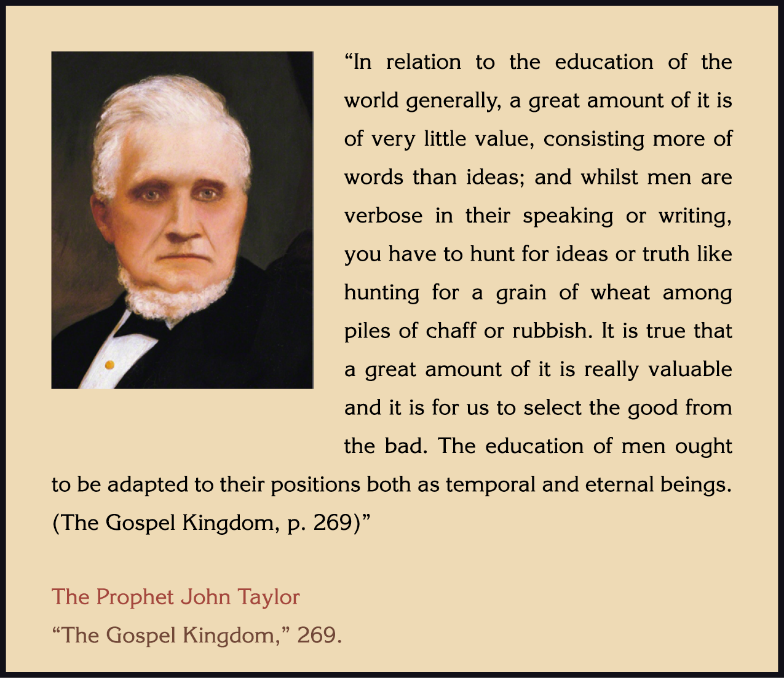 “In relation to the education of the
world generally, a great amount of it is
of very little value, consisting more of
words than ideas; and whilst men are
verbose in their speaking or writing,
you have to hunt for ideas or truth like
hunting for a grain of wheat among
piles of chaff or rubbish. It is true that
a great amount of it is really valuable
and it is for us to select the good from
the bad. The education of men ought
to be adapted to their positions both as temporal and eternal beings.
(The Gospel Kingdom, p. 269)”
The Prophet John Taylor
“The Gospel Kingdom,” 269.